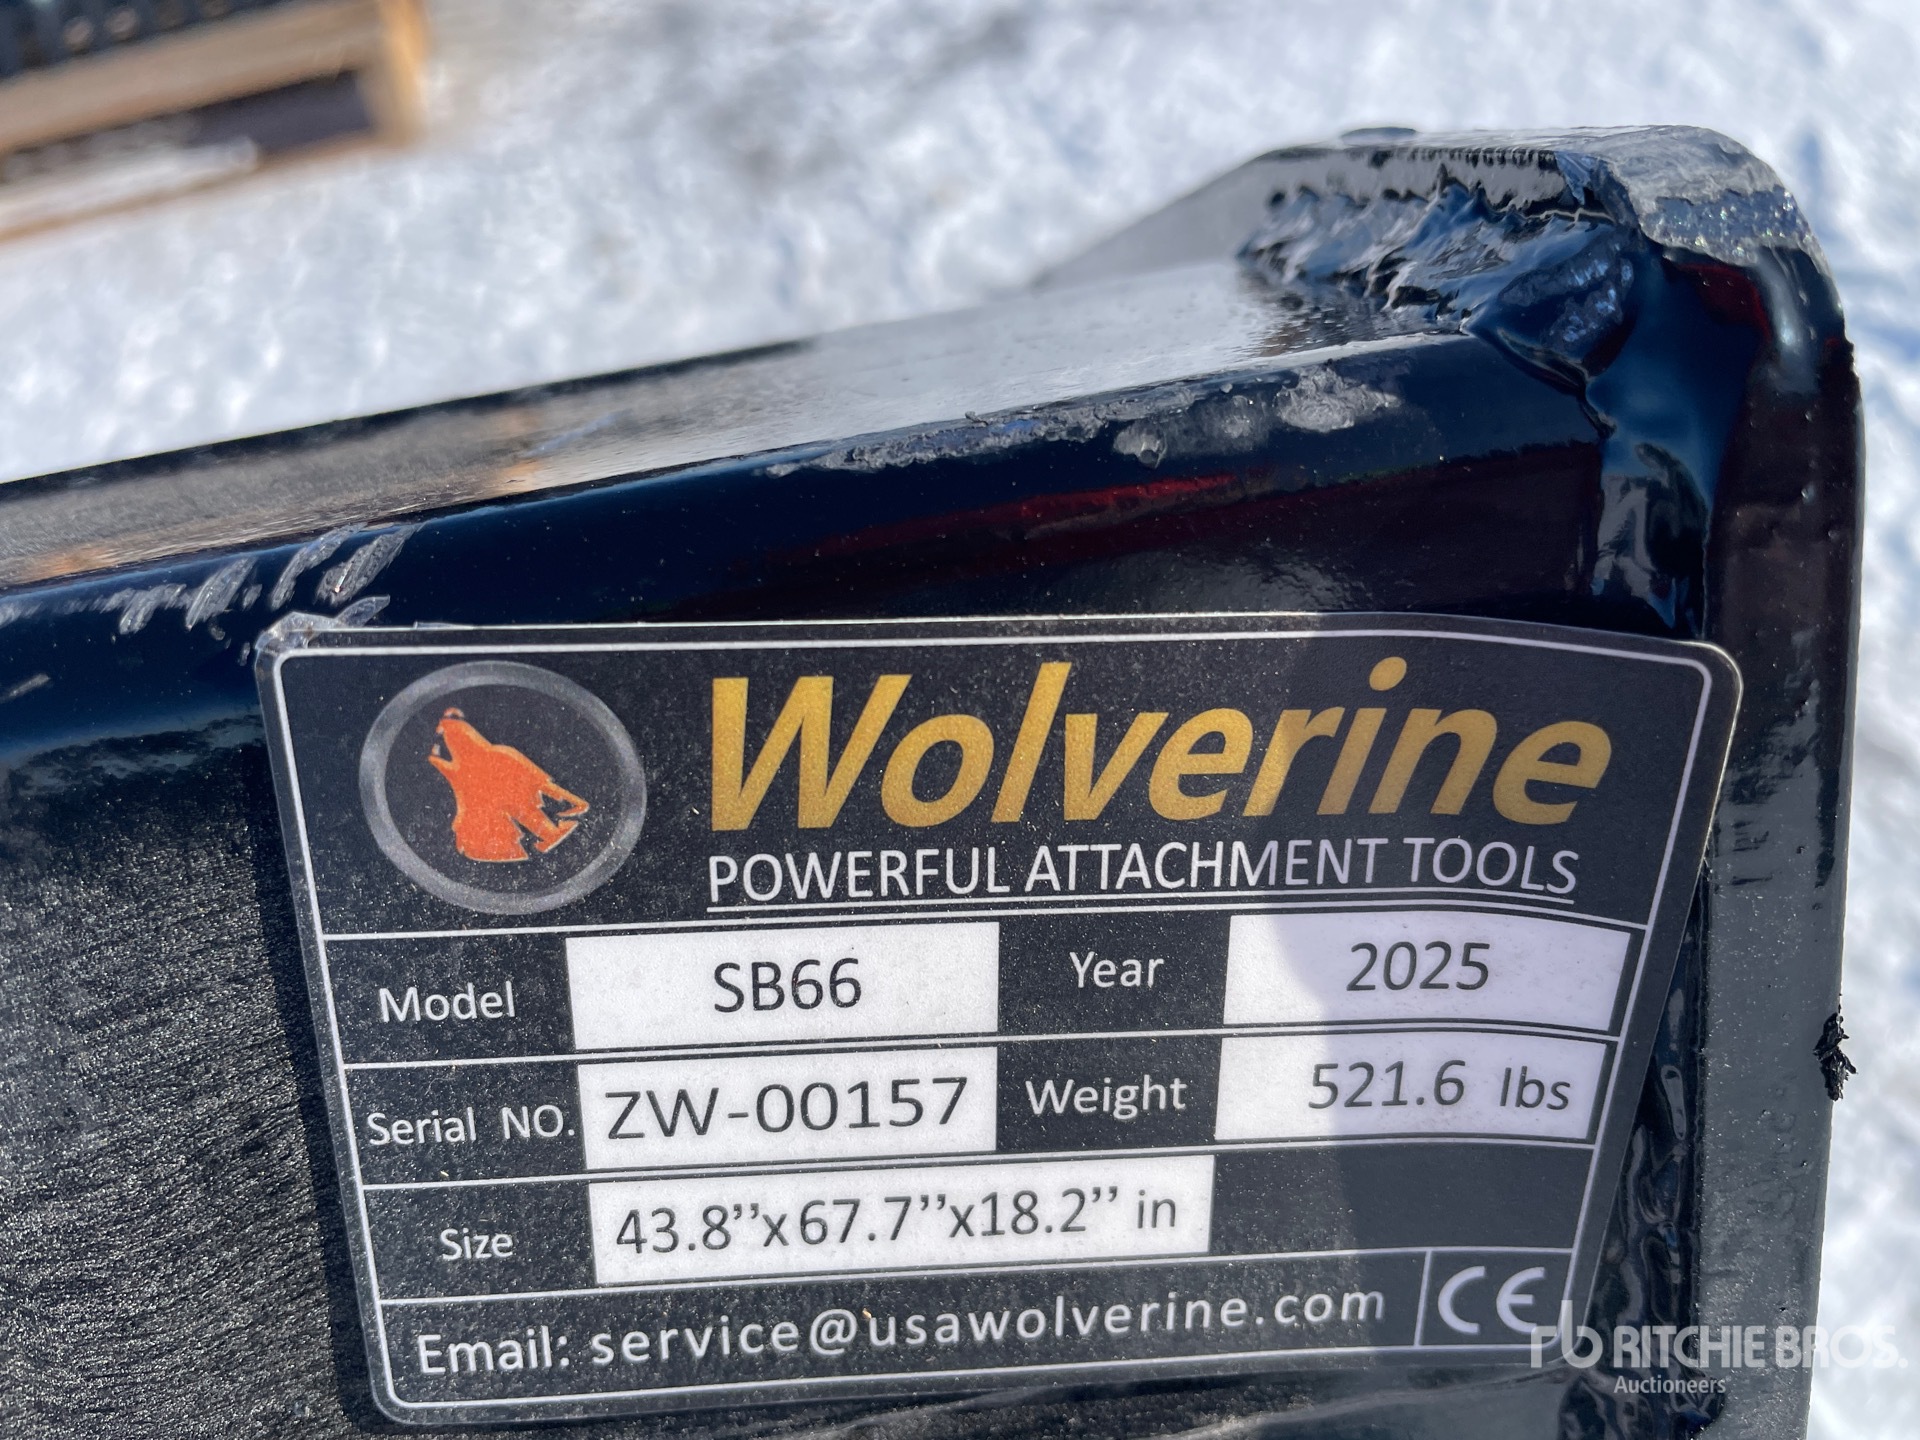 Wolverine
POWERFUL ATTACHMENT TOOLS
Model SB66 Year 2025
Serial NO. ZW-00157 Weight 521.6 lbs
Size 43.8”x67.7”x18.2” in
Email: service@usawolverine.com CE
rb RITCHIE BROS.
Auctioneers